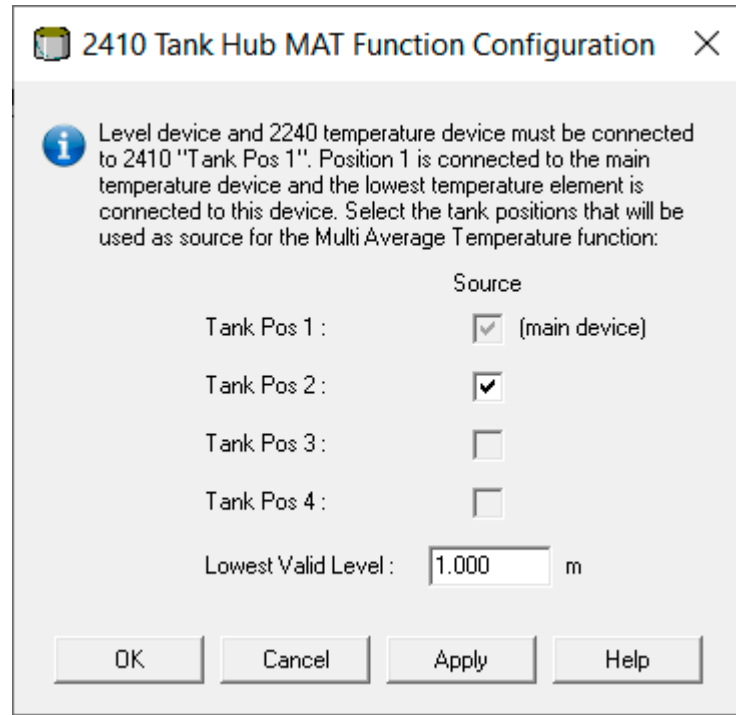 2410 Tank Hub MAT Function Configuration
Level device and 2240 temperature device must be connected
to 2410 "Tank Pos 1". Position 1 is connected to the main
temperature device and the lowest temperature element is
connected to this device. Select the tank positions that will be
used as source for the Multi Average Temperature function:
Source
Tank Pos 1 : (main device)
Tank Pos 2 :
Tank Pos 3 :
Tank Pos 4 :
Lowest Valid Level : 1.000 m
OK Cancel Apply Help